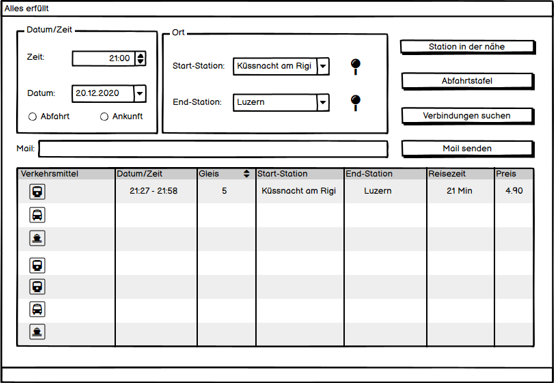 Alles erfüllt
Datum/Zeit
Ort
Zeit:
21:00
Datum:
20.12.2020
Abfahrt
Ankunft
Start-Station:
Küssnacht am Rigi
End-Station:
Luzern
Station in der nähe
Abfahrtstafel
Verbindungen suchen
Mail:
Mail senden
Verkehrsmittel Datum/Zeit Gleis Start-Station End-Station Reisezeit Preis
21:27 - 21:58 5 Küssnacht am Rigi Luzern 21 Min 4.90